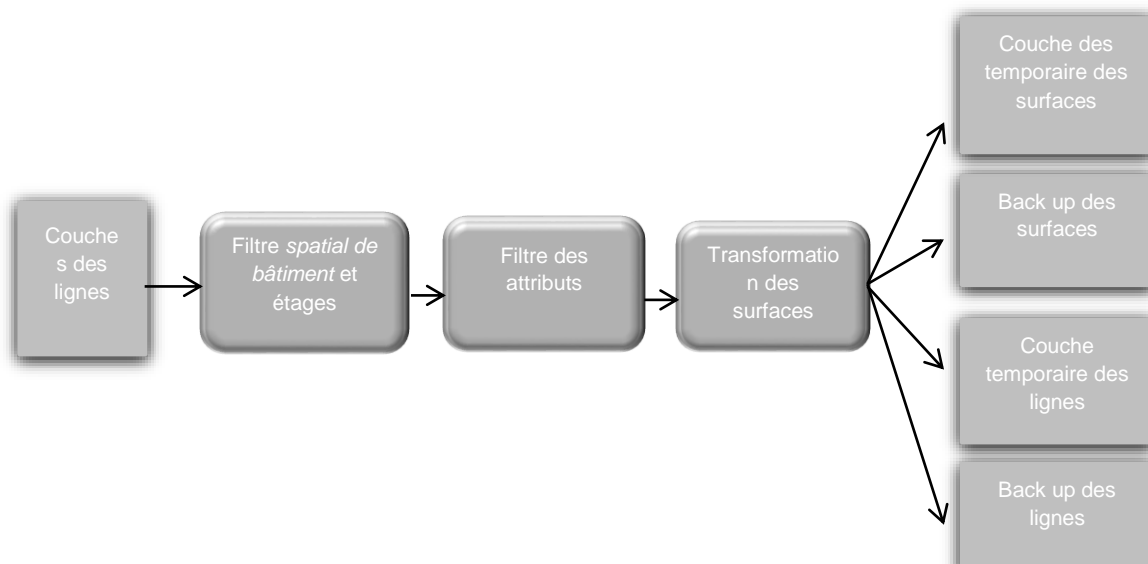 Couche
s des
lignes
Filtre spatial de
bâtiment et
étages
Filtre des
attributs
Transformatio
n des
surfaces
Couche des
temporaire des
surfaces
Back up des
surfaces
Couche
temporaire des
lignes
Back up des
lignes